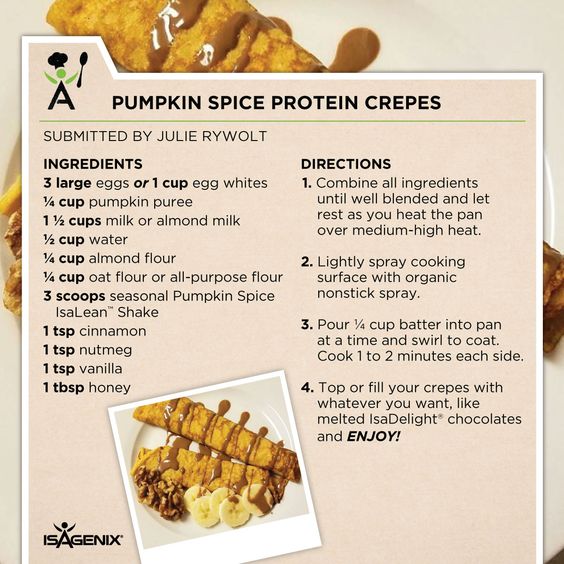 PUMPKIN SPICE PROTEIN CREPES
SUBMITTED BY JULIE RYWOLT
INGREDIENTS
3 large eggs or 1 cup egg whites
¼ cup pumpkin puree
1 ½ cups milk or almond milk
½ cup water
¼ cup almond flour
¼ cup oat flour or all-purpose flour
3 scoops seasonal Pumpkin Spice
IsaLean™ Shake
1 tsp cinnamon
1 tsp nutmeg
1 tsp vanilla
1 tbsp honey
DIRECTIONS
1. Combine all ingredients
until well blended and let
rest as you heat the pan
over medium-high heat.
2. Lightly spray cooking
surface with organic
nonstick spray.
3. Pour ¼ cup batter into pan
at a time and swirl to coat.
Cook 1 to 2 minutes each side.
4. Top or fill your crepes with
whatever you want, like
melted IsaDelight® chocolates
and ENJOY!
ISAGENIX®